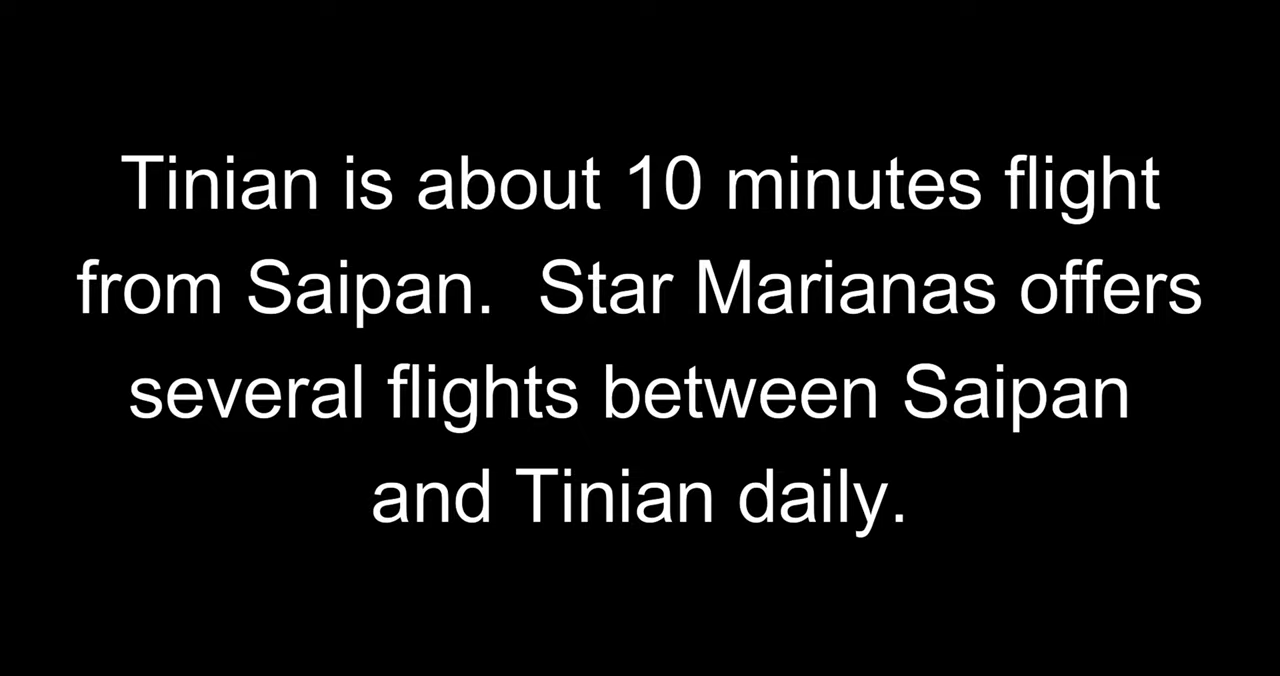 Tinian is about 10 minutes flight
from Saipan.  Star Marianas offers
several flights between Saipan
and Tinian daily.